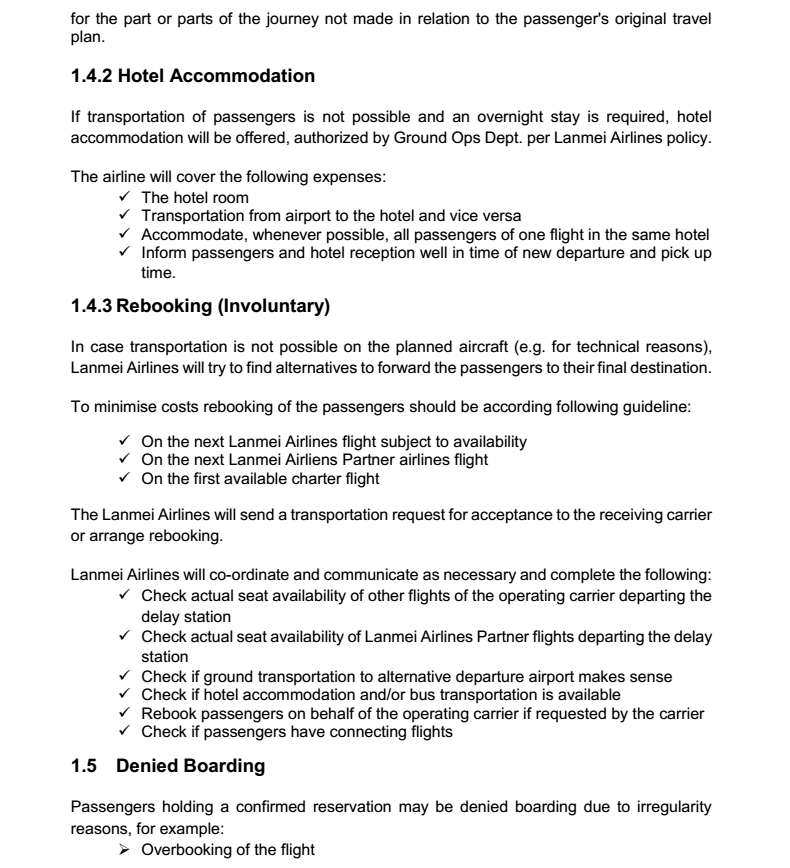 for the part or parts of the journey not made in relation to the passenger's original travel
plan.
1.4.2 Hotel Accommodation
If transportation of passengers is not possible and an overnight stay is required, hotel
accommodation will be offered, authorized by Ground Ops Dept. per Lanmei Airlines policy.
The airline will cover the following expenses:
✓ The hotel room
✓ Transportation from airport to the hotel and vice versa
✓ Accommodate, whenever possible, all passengers of one flight in the same hotel
✓ Inform passengers and hotel reception well in time of new departure and pick up
time.
1.4.3 Rebooking (Involuntary)
In case transportation is not possible on the planned aircraft (e.g. for technical reasons),
Lanmei Airlines will try to find alternatives to forward the passengers to their final destination.
To minimise costs rebooking of the passengers should be according following guideline:
✓ On the next Lanmei Airlines flight subject to availability
✓ On the next Lanmei Airliens Partner airlines flight
✓ On the first available charter flight
The Lanmei Airlines will send a transportation request for acceptance to the receiving carrier
or arrange rebooking.
Lanmei Airlines will co-ordinate and communicate as necessary and complete the following:
✓ Check actual seat availability of other flights of the operating carrier departing the
delay station
✓ Check actual seat availability of Lanmei Airlines Partner flights departing the delay
station
✓ Check if ground transportation to alternative departure airport makes sense
✓ Check if hotel accommodation and/or bus transportation is available
✓ Rebook passengers on behalf of the operating carrier if requested by the carrier
✓ Check if passengers have connecting flights
1.5 Denied Boarding
Passengers holding a confirmed reservation may be denied boarding due to irregularity
reasons, for example:
➢ Overbooking of the flight